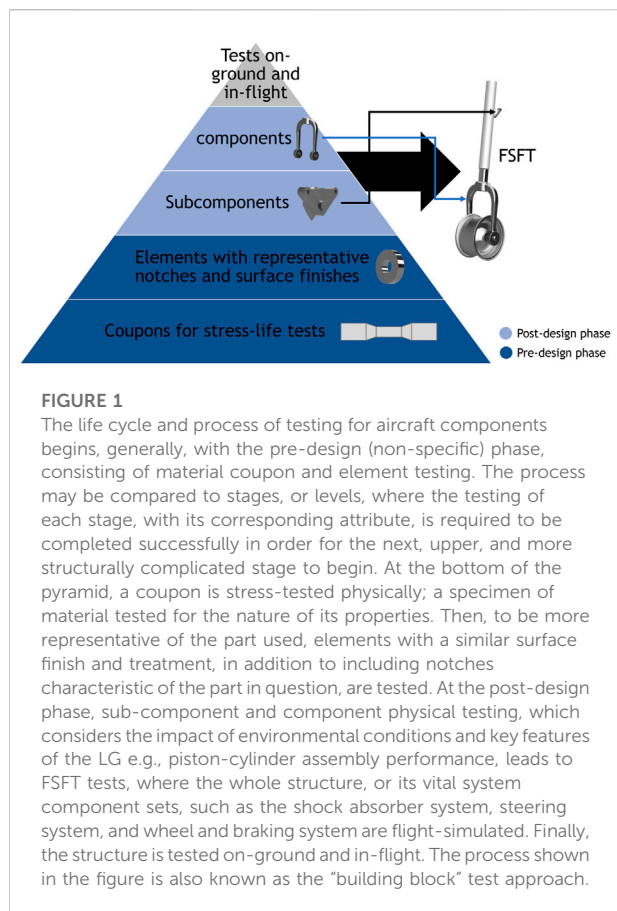 Tests on-
ground and
in-flight
components
FSFT
Subcomponents
Elements with representative
notches and surface finishes
Coupons for stress-life tests
Post-design phase
Pre-design phase
FIGURE 1
The life cycle and process of testing for aircraft components
begins, generally, with the pre-design (non-specific) phase,
consisting of material coupon and element testing. The process
may be compared to stages, or levels, where the testing of
each stage, with its corresponding attribute, is required to be
completed successfully in order for the next, upper, and more
structurally complicated stage to begin. At the bottom of the
pyramid, a coupon is stress-tested physically; a specimen of
material tested for the nature of its properties. Then, to be more
representative of the part used, elements with a similar surface
finish and treatment, in addition to including notches
characteristic of the part in question, are tested. At the post-design
phase, sub-component and component physical testing, which
considers the impact of environmental conditions and key features
of the LG e.g., piston-cylinder assembly performance, leads to
FSFT tests, where the whole structure, or its vital system
component sets, such as the shock absorber system, steering
system, and wheel and braking system are flight-simulated. Finally,
the structure is tested on-ground and in-flight. The process shown
in the figure is also known as the “building block” test approach.